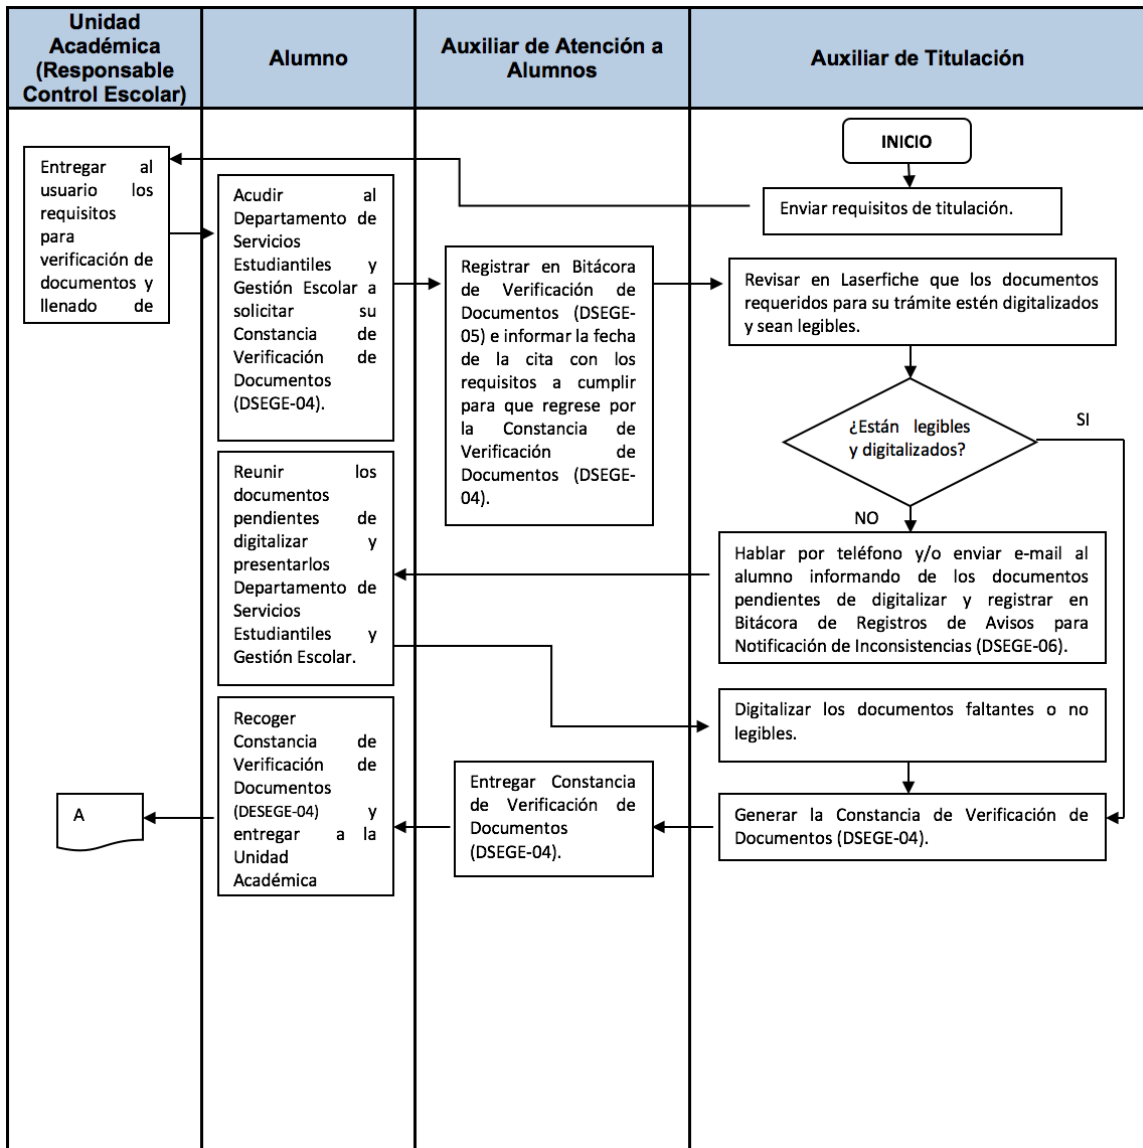 Unidad
Académica
(Responsable
Control Escolar)
Alumno
Auxiliar de Atención a
Alumnos
Auxiliar de Titulación
INICIO
Enviar requisitos de titulación.
Entregar al
usuario los
requisitos
para
verificación de
documentos y
llenado de
Acudir al
Departamento de
Servicios
Estudiantiles y
Gestión Escolar a
solicitar su
Constancia de
Verificación de
Documentos
(DSEGE-04).
Registrar en Bitácora
de Verificación de
Documentos (DSEGE-
05) e informar la fecha
de la cita con los
requisitos a cumplir
para que regrese por
la Constancia de
Verificación de
Documentos (DSEGE-
04).
Revisar en Laserfiche que los documentos
requeridos para su trámite estén digitalizados
y sean legibles.
¿Están legibles
y digitalizados?
SI
NO
Hablar por teléfono y/o enviar e-mail al
alumno informando de los documentos
pendientes de digitalizar y registrar en
Bitácora de Registros de Avisos para
Notificación de Inconsistencias (DSEGE-06).
Reunir los
documentos
pendientes de
digitalizar y
presentarlos
Departamento de
Servicios
Estudiantiles y
Gestión Escolar.
Digitalizar los documentos faltantes o no
legibles.
Generar la Constancia de Verificación de
Documentos (DSEGE-04).
Entregar Constancia
de Verificación de
Documentos
(DSEGE-04).
Recoger
Constancia de
Verificación de
Documentos
(DESEGE-04) y
entregar a la
Unidad
Académica
A